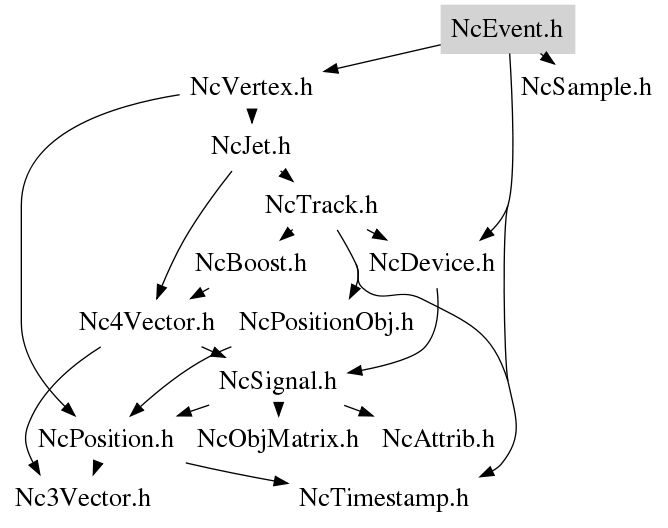 NcEvent.h
NcVertex.h
NcSample.h
NcJet.h
NcTrack.h
NcBoost.h
NcDevice.h
Nc4Vector.h
NcPositionObj.h
NcSignal.h
NcPosition.h
NcObjMatrix.h
NcAttrib.h
Nc3Vector.h
NcTimestamp.h